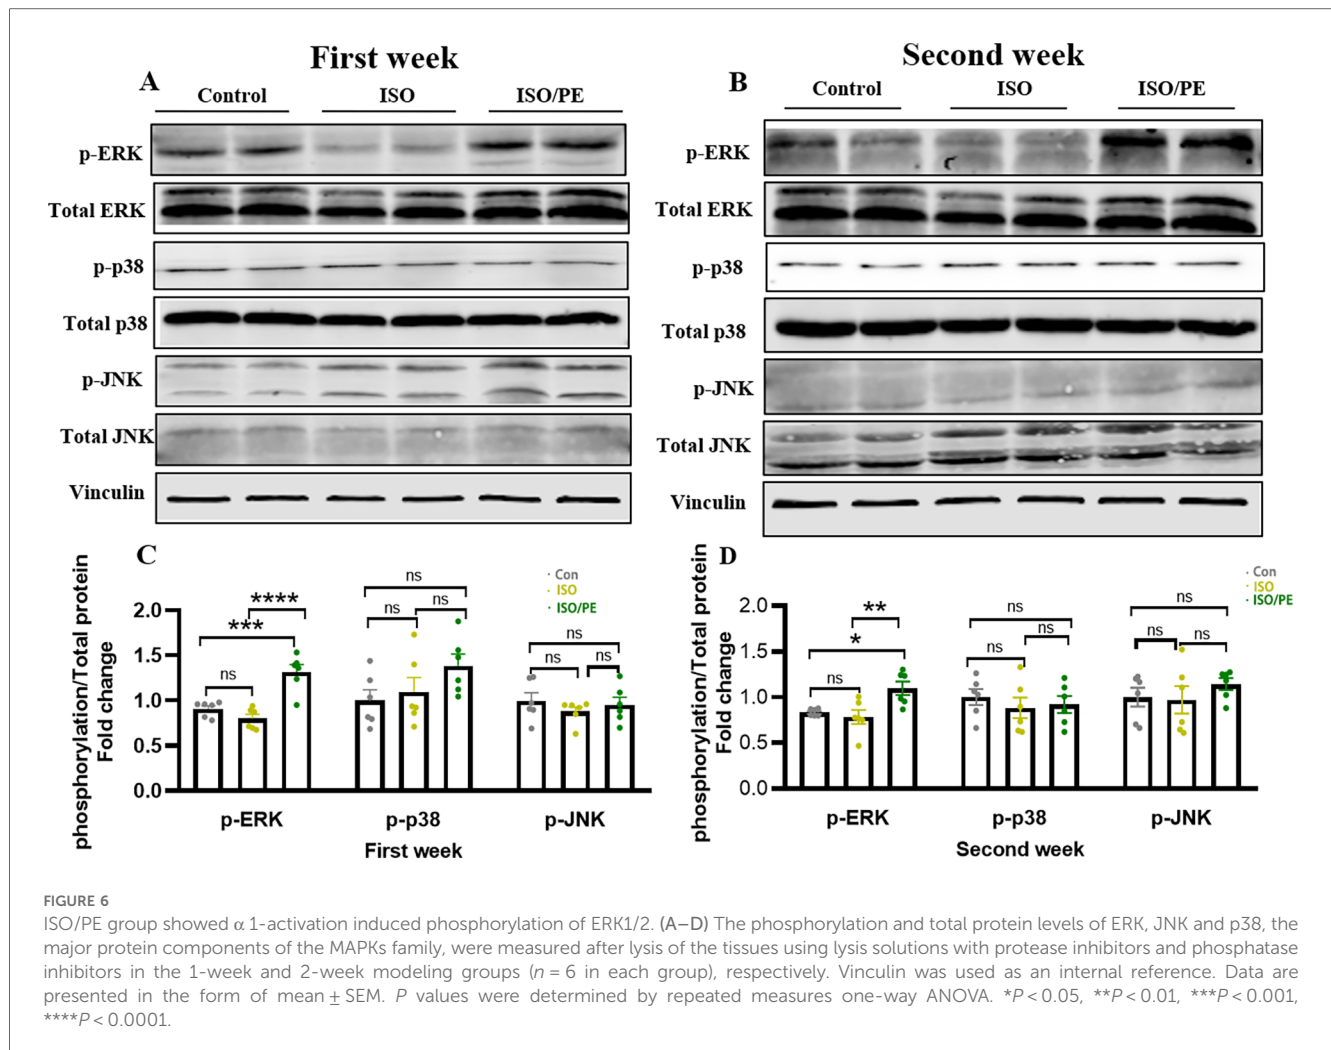 First week
A
Control ISO ISO/PE
p-ERK
Total ERK
p-p38
Total p38
p-JNK
Total JNK
Vinculin
Second week
B
Control ISO ISO/PE
p-ERK
Total ERK
p-p38
Total p38
p-JNK
Total JNK
Vinculin
C
phosphorylation/Total protein
Fold change
2.0
1.5
1.0
0.5
0.0
ns
***
****
ns
ns
ns
ns
ns
ns
Con
ISO
ISO/PE
p-ERK p-p38 p-JNK
First week
D
phosphorylation/Total protein
Fold change
2.0
1.5
1.0
0.5
0.0
ns
*
**
ns
ns
ns
ns
ns
ns
Con
ISO
ISO/PE
p-ERK p-p38 p-JNK
Second week
FIGURE 6
ISO/PE group showed α 1-activation induced phosphorylation of ERK1/2. (A–D) The phosphorylation and total protein levels of ERK, JNK and p38, the
major protein components of the MAPKs family, were measured after lysis of the tissues using lysis solutions with protease inhibitors and phosphatase
inhibitors in the 1-week and 2-week modeling groups (n = 6 in each group), respectively. Vinculin was used as an internal reference. Data are
presented in the form of mean ± SEM. P values were determined by repeated measures one-way ANOVA. *P < 0.05, **P < 0.01, ***P < 0.001,
****P < 0.0001.